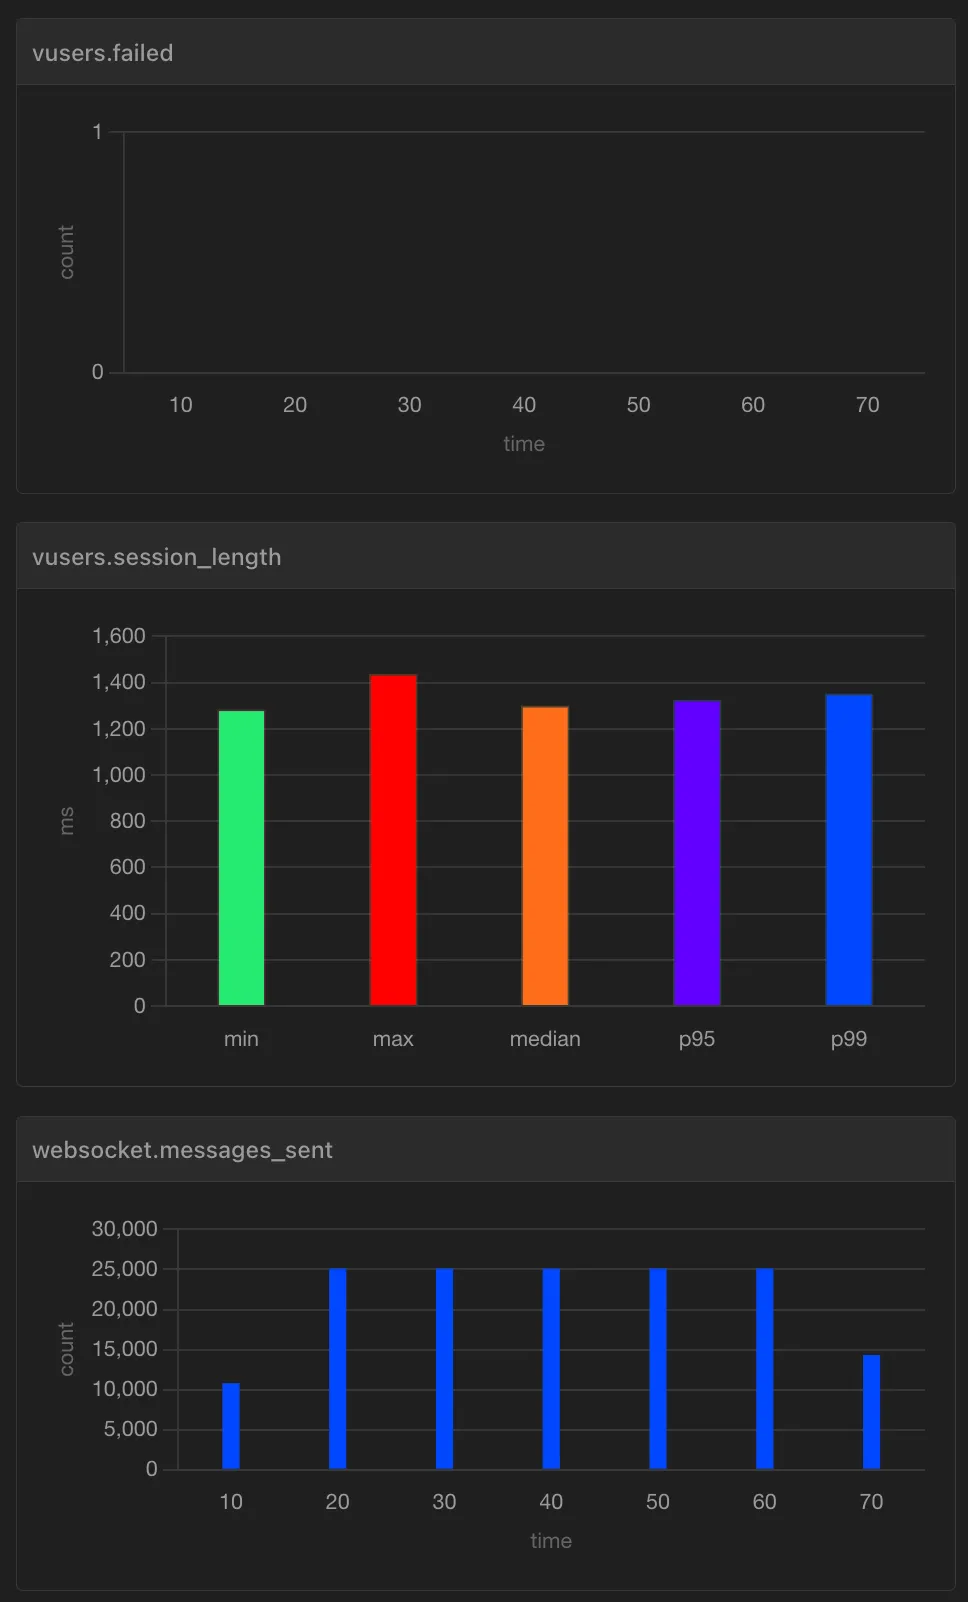 vusers.failed
1
count
0
10 20 30 40 50 60 70
time
vusers.session_length
1,600
1,400
1,200
1,000
800
ms
600
400
200
0
min max median p95 p99
websocket.messages_sent
30,000
25,000
20,000
count
15,000
10,000
5,000
0
10 20 30 40 50 60 70
time